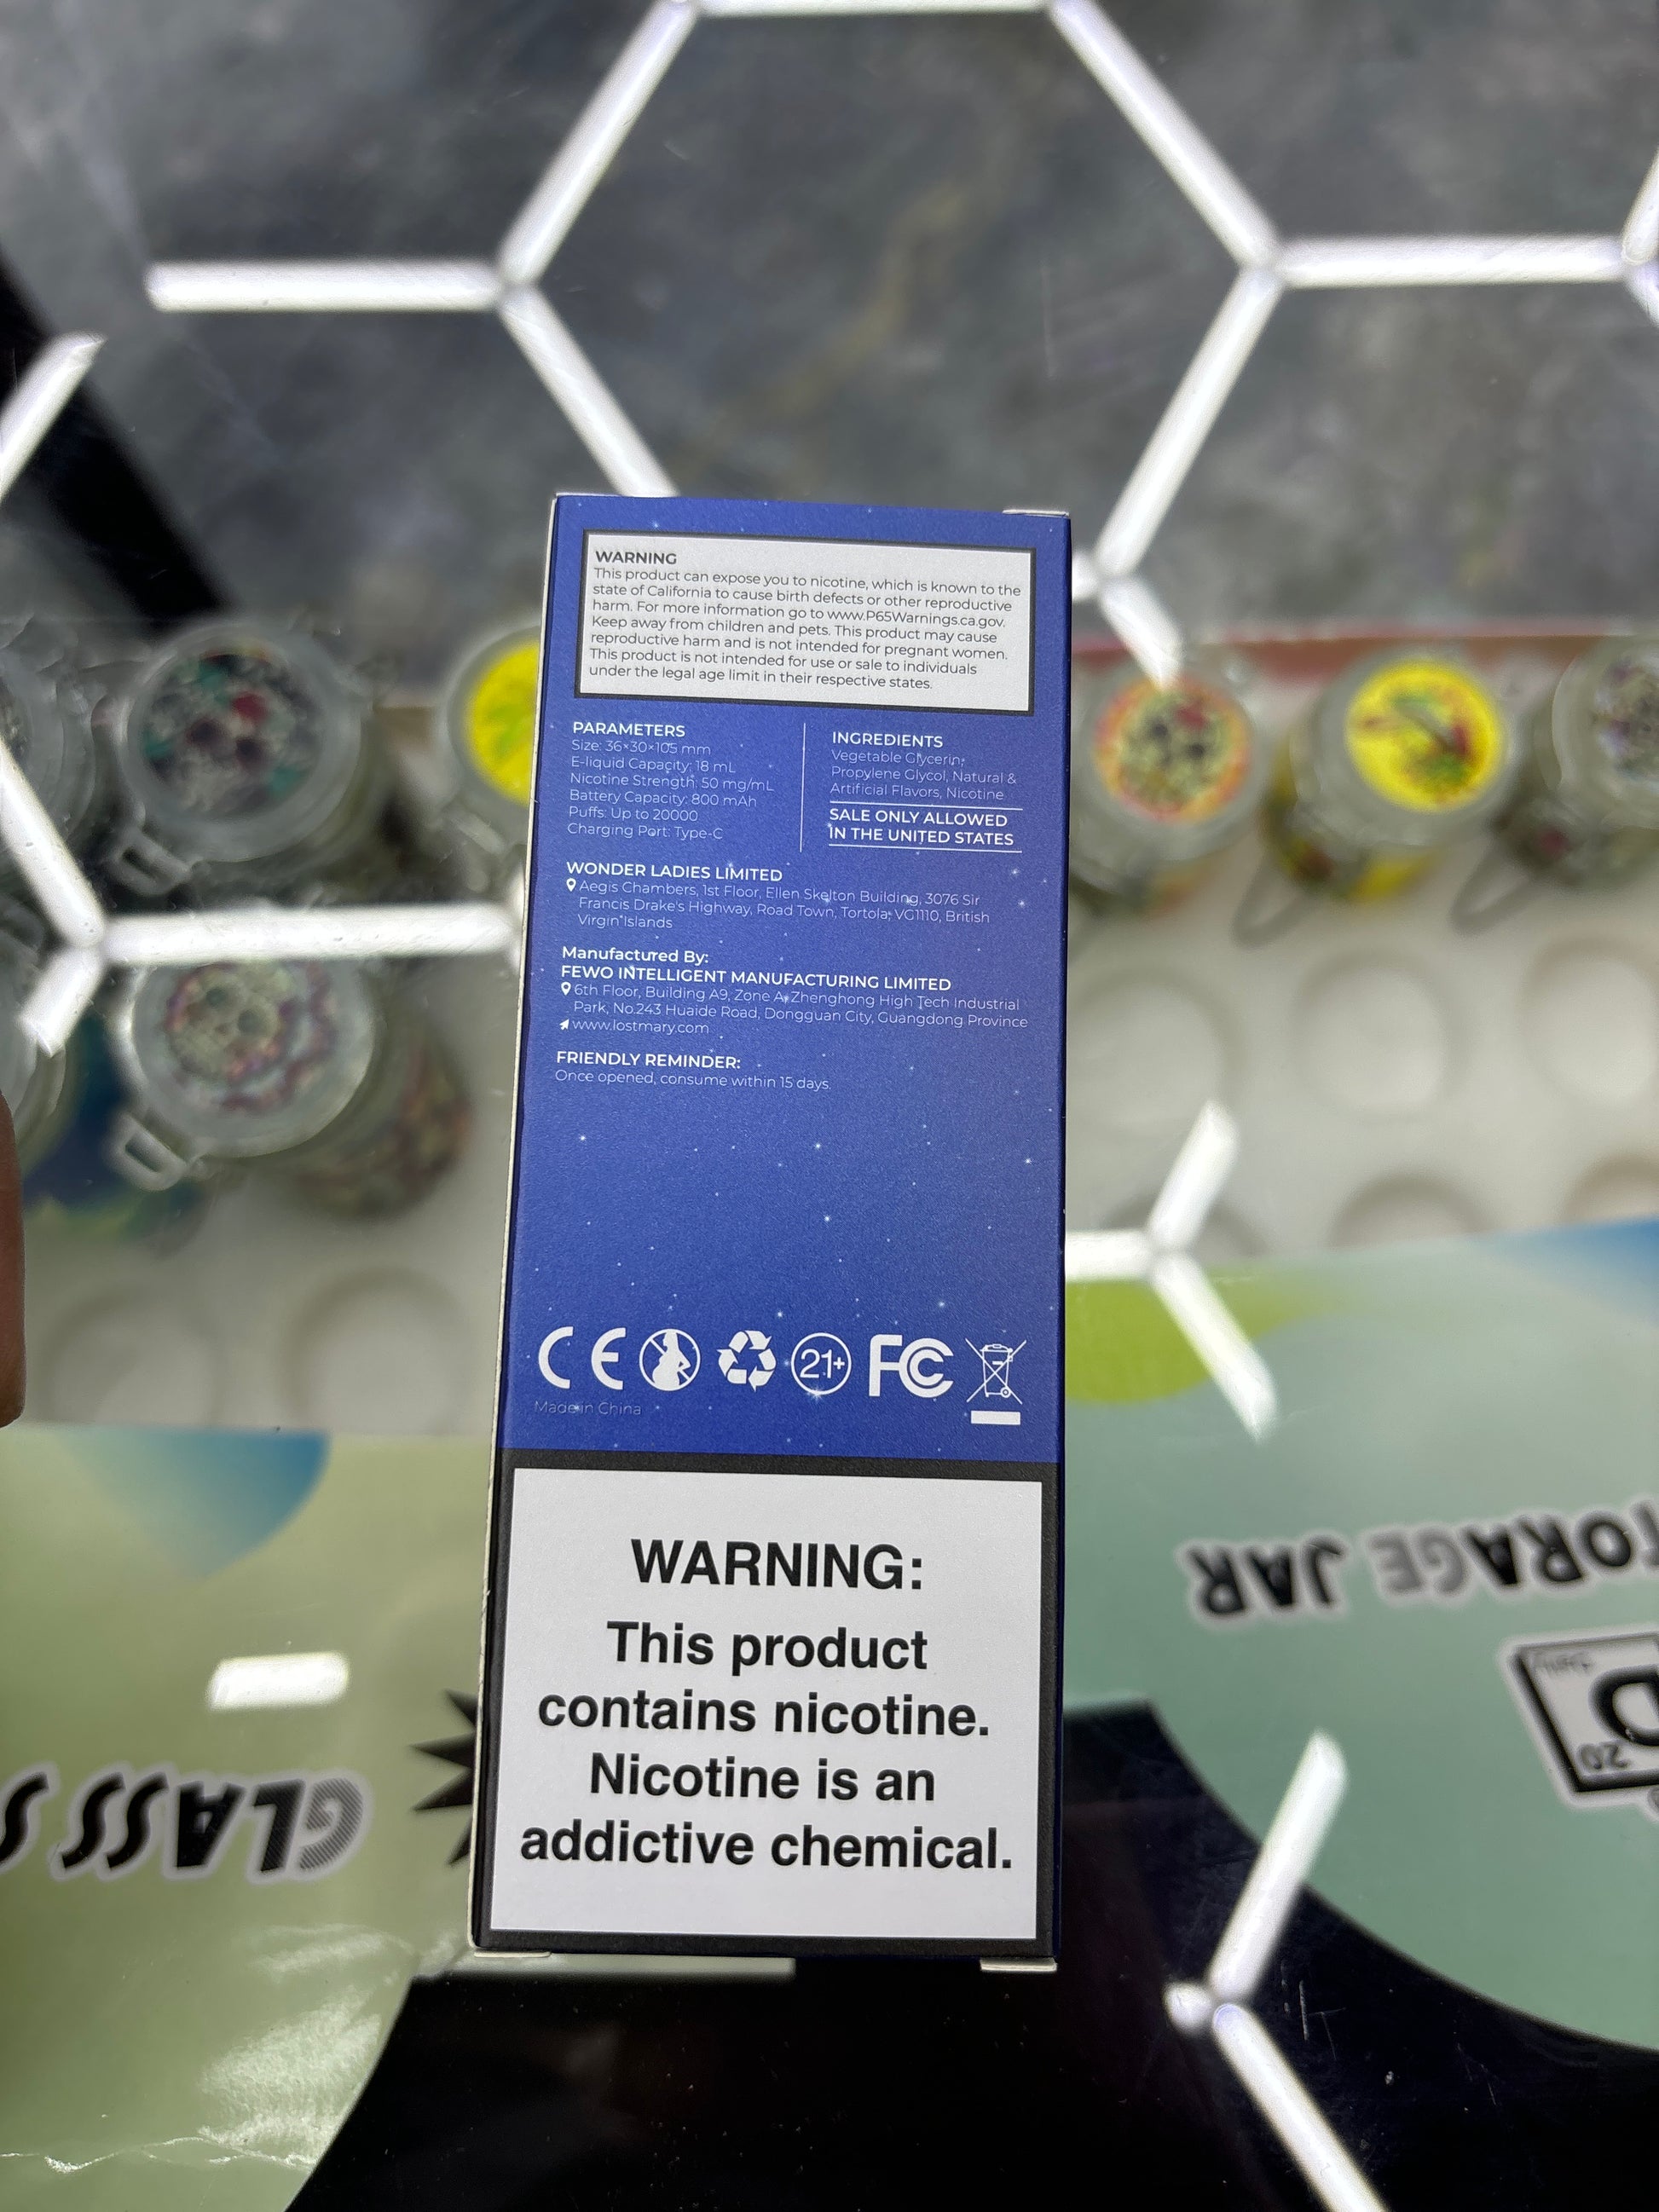 WARNING
This product can expose you to nicotine, which is known to the
state of California to cause birth defects or other reproductive
harm. For more information go to www.P65Warnings.ca.gov.
Keep away from children and pets. This product may cause
reproductive harm and is not intended for pregnant women.
This product is not intended for use or sale to individuals
under the legal age limit in their respective states.
PARAMETERS
Size: 36×30×105 mm
E-liquid Capacity: 18 mL
Nicotine Strength: 50 mg/mL
Battery Capacity: 800 mAh
Puffs: Up to 20000
Charging Port: Type-C
INGREDIENTS
Vegetable Glycerin,
Propylene Glycol, Natural &
Artificial Flavors, Nicotine
SALE ONLY ALLOWED
IN THE UNITED STATES
WONDER LADIES LIMITED
Aegis Chambers, 1st Floor, Ellen Skelton Building, 3076 Sir
Francis Drake's Highway, Road Town, Tortola, VG1110, British
Virgin Islands
Manufactured By:
FEWO INTELLIGENT MANUFACTURING LIMITED
6th Floor, Building A9, Zone A, Zhenghong High Tech Industrial
Park, No.243 Huaide Road, Dongguan City, Guangdong Province
www.lostmary.com
FRIENDLY REMINDER:
Once opened, consume within 15 days.
CE 21+ FC
Made in China
WARNING:
This product
contains nicotine.
Nicotine is an
addictive chemical.
TORAGE JAR
GLASS S
D
20